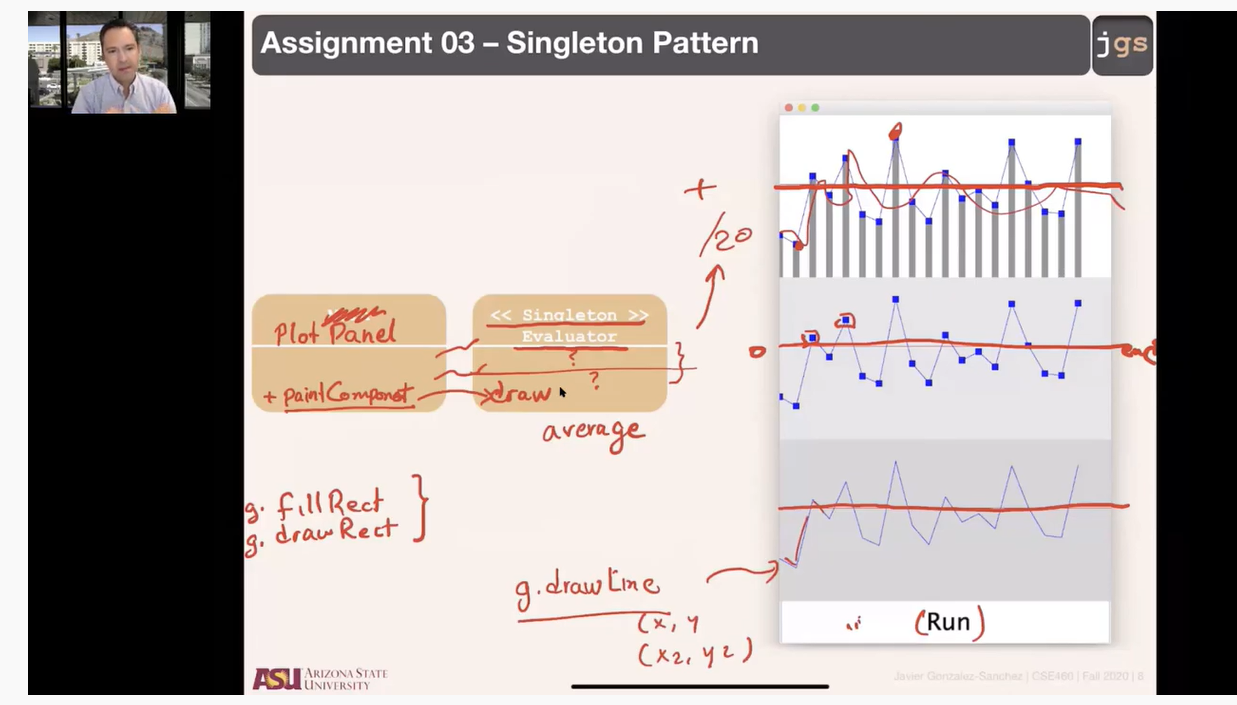 Assignment 03 – Singleton Pattern
jgs
+
/20
<< Singleton >>
Plot Panel
Evaluator
?
?
+ paintComponet
draw
average
0
g. fillRect
g. drawRect
g.drawLine
(x, y
(x2, y2)
(Run)
ASU ARIZONA STATE
UNIVERSITY
Javier Gonzalez-Sanchez | CSE460 | Fall 2020 | 8